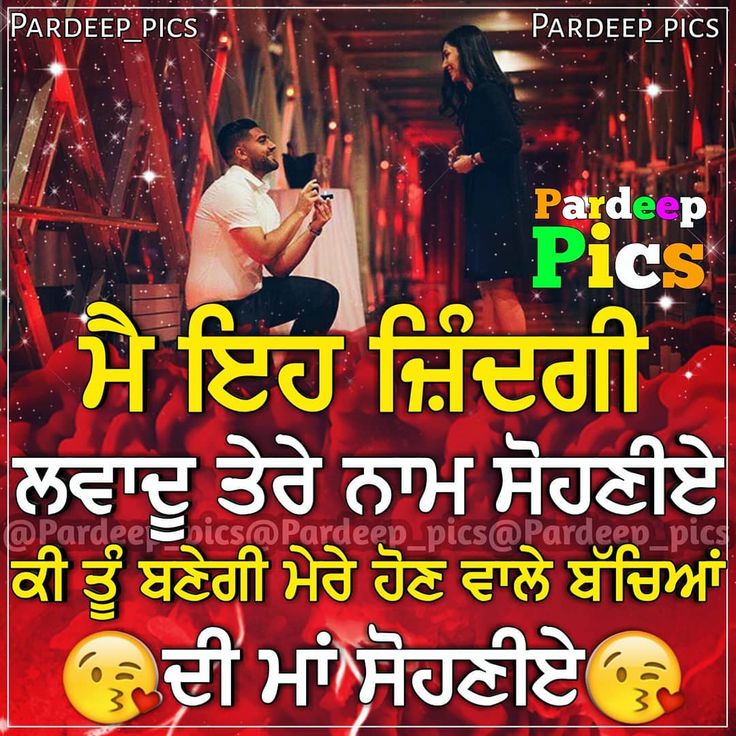 PARDEEP_PICS PARDEEP_PICS
Pardeep
Pics
ਮੈ ਇਹ ਜ਼ਿੰਦਗੀ
ਲਵਾਦੂ ਤੇਰੇ ਨਾਮ ਸੋਹਣੀਏ
@PARDEEP_PICS@PARDEEP_PICS@PARDEEP_PICS
ਕੀ ਤੂੰ ਬਣੇਗੀ ਮੇਰੇ ਹੋਣ ਵਾਲੇ ਬੱਚਿਆਂ
ਦੀ ਮਾਂ ਸੋਹਣੀਏ